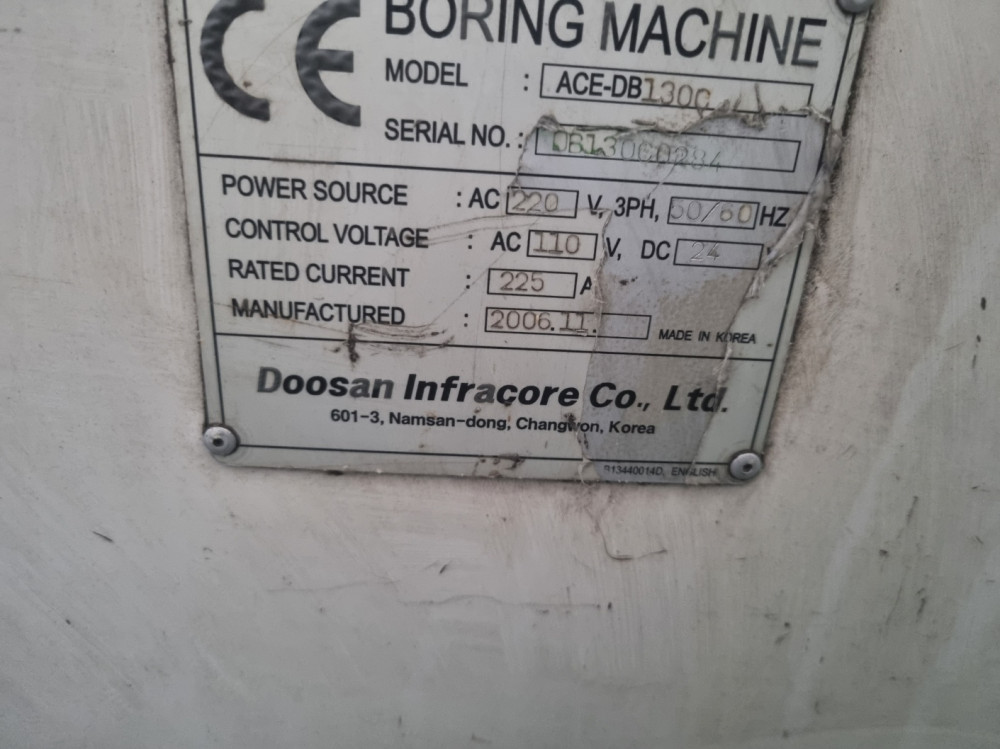 CE BORING MACHINE
MODEL : ACE-DB130C
SERIAL NO. :
POWER SOURCE : AC 220 V, 3PH, 50/60 HZ
CONTROL VOLTAGE : AC 110 V, DC 24
RATED CURRENT : 225 A
MANUFACTURED : 2006.11.
MADE IN KOREA
Doosan Infracore Co., Ltd.
601-3, Namsan-dong, Changwon, Korea
ENGLISH